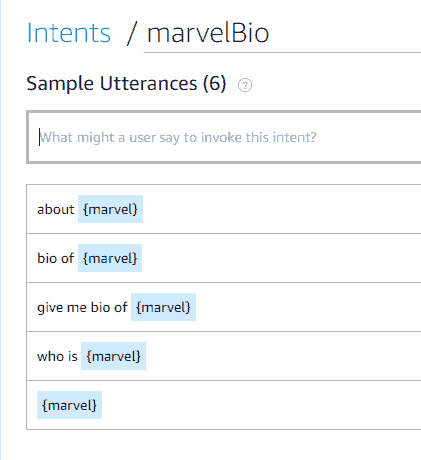 Intents / marvelBio
Sample Utterances (6) ?
What might a user say to invoke this intent?
about {marvel}
bio of {marvel}
give me bio of {marvel}
who is {marvel}
{marvel}